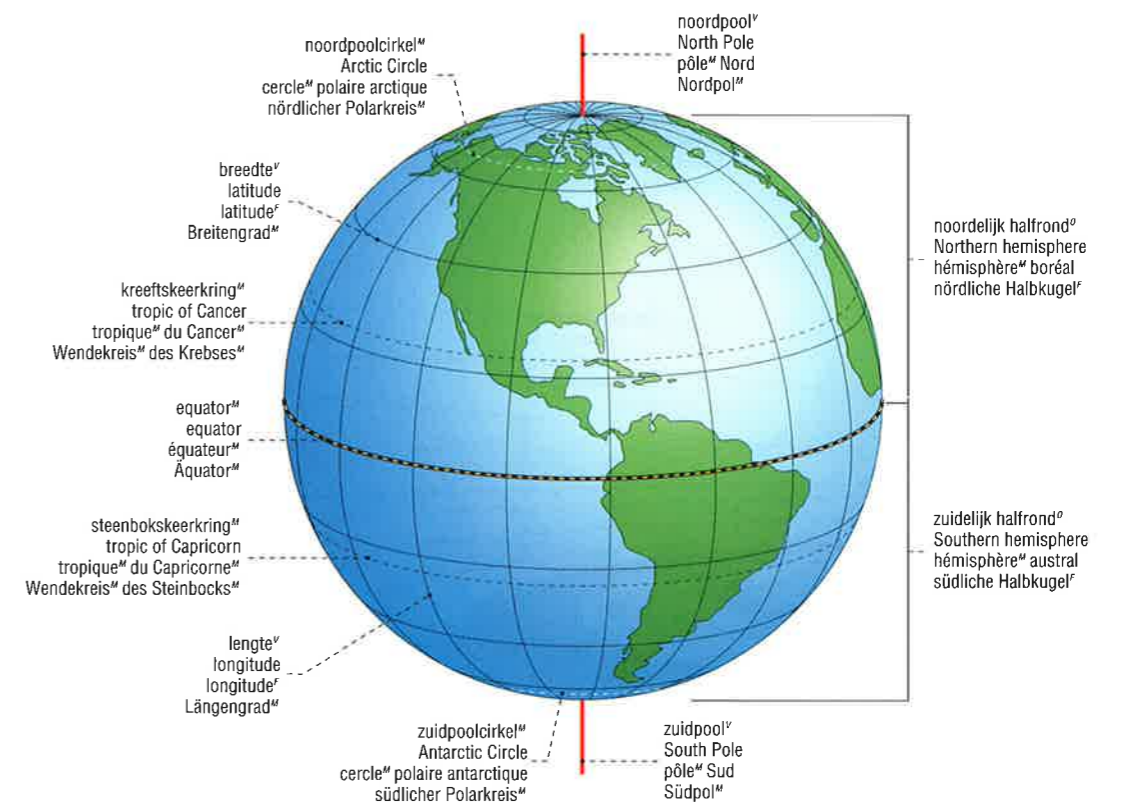 noordpoolcirkelᴹ
Arctic Circle
cercleᴹ polaire arctique
nördlicher Polarkreisᴹ
noordpoolⱽ
North Pole
pôleᴹ Nord
Nordpolᴹ
breedteⱽ
latitude
latitudeF
Breitengradᴹ
noordelijk halfrondᴼ
Northern hemisphere
hémisphèreᴹ boréal
nördliche HalbkugelF
kreeftskeerkringᴹ
tropic of Cancer
tropiqueᴹ du Cancerᴹ
Wendekreisᴹ des Krebsesᴹ
equatorᴹ
equator
équateurᴹ
Äquatorᴹ
steenbokskeerkringᴹ
tropic of Capricorn
tropiqueᴹ du Capricorneᴹ
Wendekreisᴹ des Steinbocksᴹ
zuidelijk halfrondᴼ
Southern hemisphere
hémisphèreᴹ austral
südliche HalbkugelF
lengteⱽ
longitude
longitudeF
Längengradᴹ
zuidpoolcirkelᴹ
Antarctic Circle
cercleᴹ polaire antarctique
südlicher Polarkreisᴹ
zuidpoolⱽ
South Pole
pôleᴹ Sud
Südpolᴹ